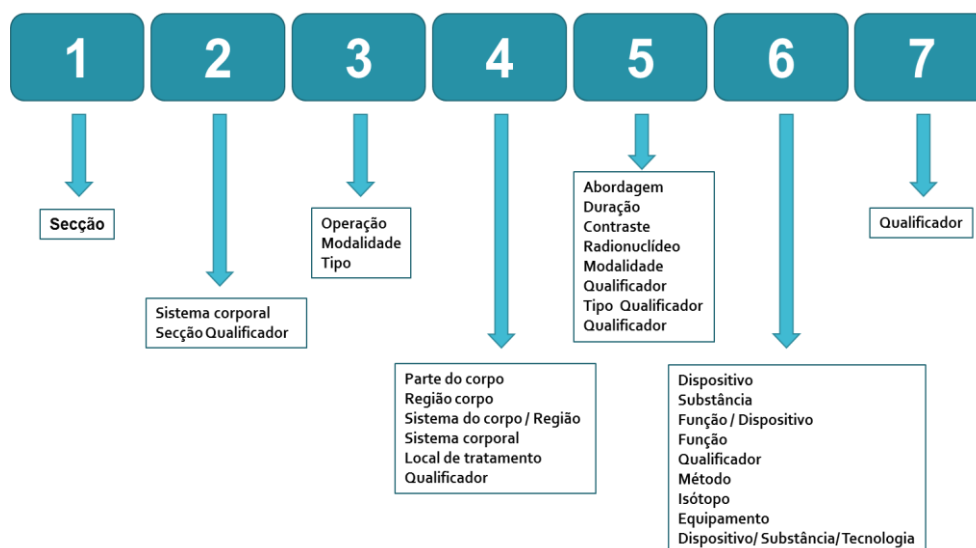 1 2 3 4 5 6 7
Secção
Sistema corporal
Secção Qualificador
Operação
Modalidade
Tipo
Parte do corpo
Região corpo
Sistema do corpo / Região
Sistema corporal
Local de tratamento
Qualificador
Abordagem
Duração
Contraste
Radionuclídeo
Modalidade
Qualificador
Tipo Qualificador
Qualificador
Dispositivo
Substância
Função / Dispositivo
Função
Qualificador
Método
Isótopo
Equipamento
Dispositivo/ Substância/Tecnologia
Qualificador